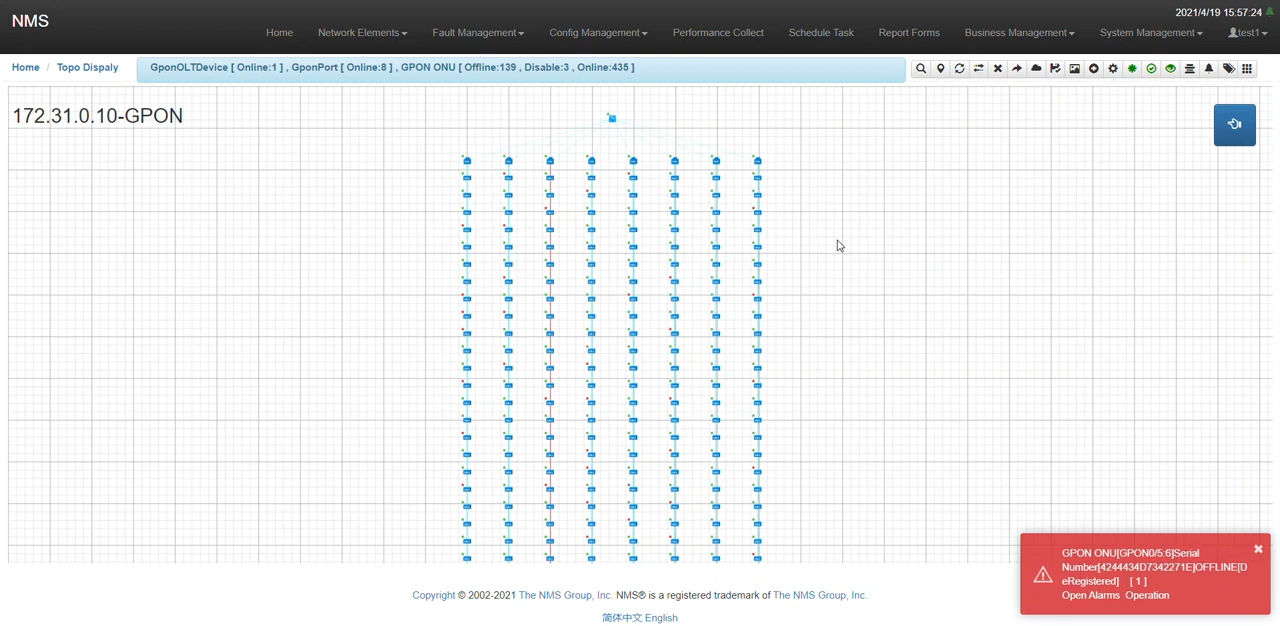 NMS
2021/4/19 15:57:24
Home
Network Elements
Fault Management
Config Management
Performance Collect
Schedule Task
Report Forms
Business Management
System Management
test1
Home / Topo Dispaly
GponOLTDevice [ Online:1 ] , GponPort [ Online:8 ] , GPON ONU [ Offline:139 , Disable:3 , Online:435 ]
172.31.0.10-GPON
GPON ONU[GPON0/5:6]Serial
Number[4244434D7342271E]OFFLINE[D
eRegistered] [ 1 ]
Open Alarms Operation
Copyright © 2002-2021 The NMS Group, Inc. NMS® is a registered trademark of The NMS Group, Inc.
简体中文 English